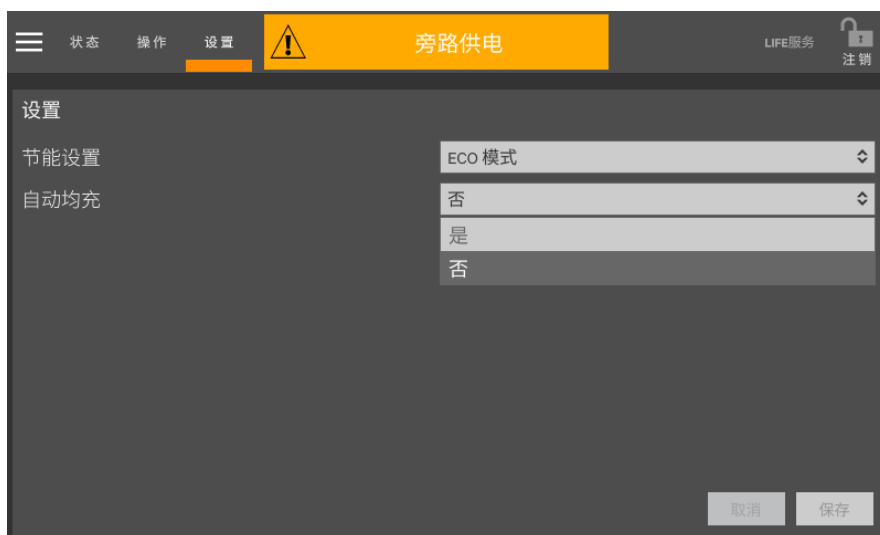 状态 操作 设置 旁路供电 LIFE服务 注销
设置
节能设置 ECO 模式
自动均充 否
是
否
取消 保存